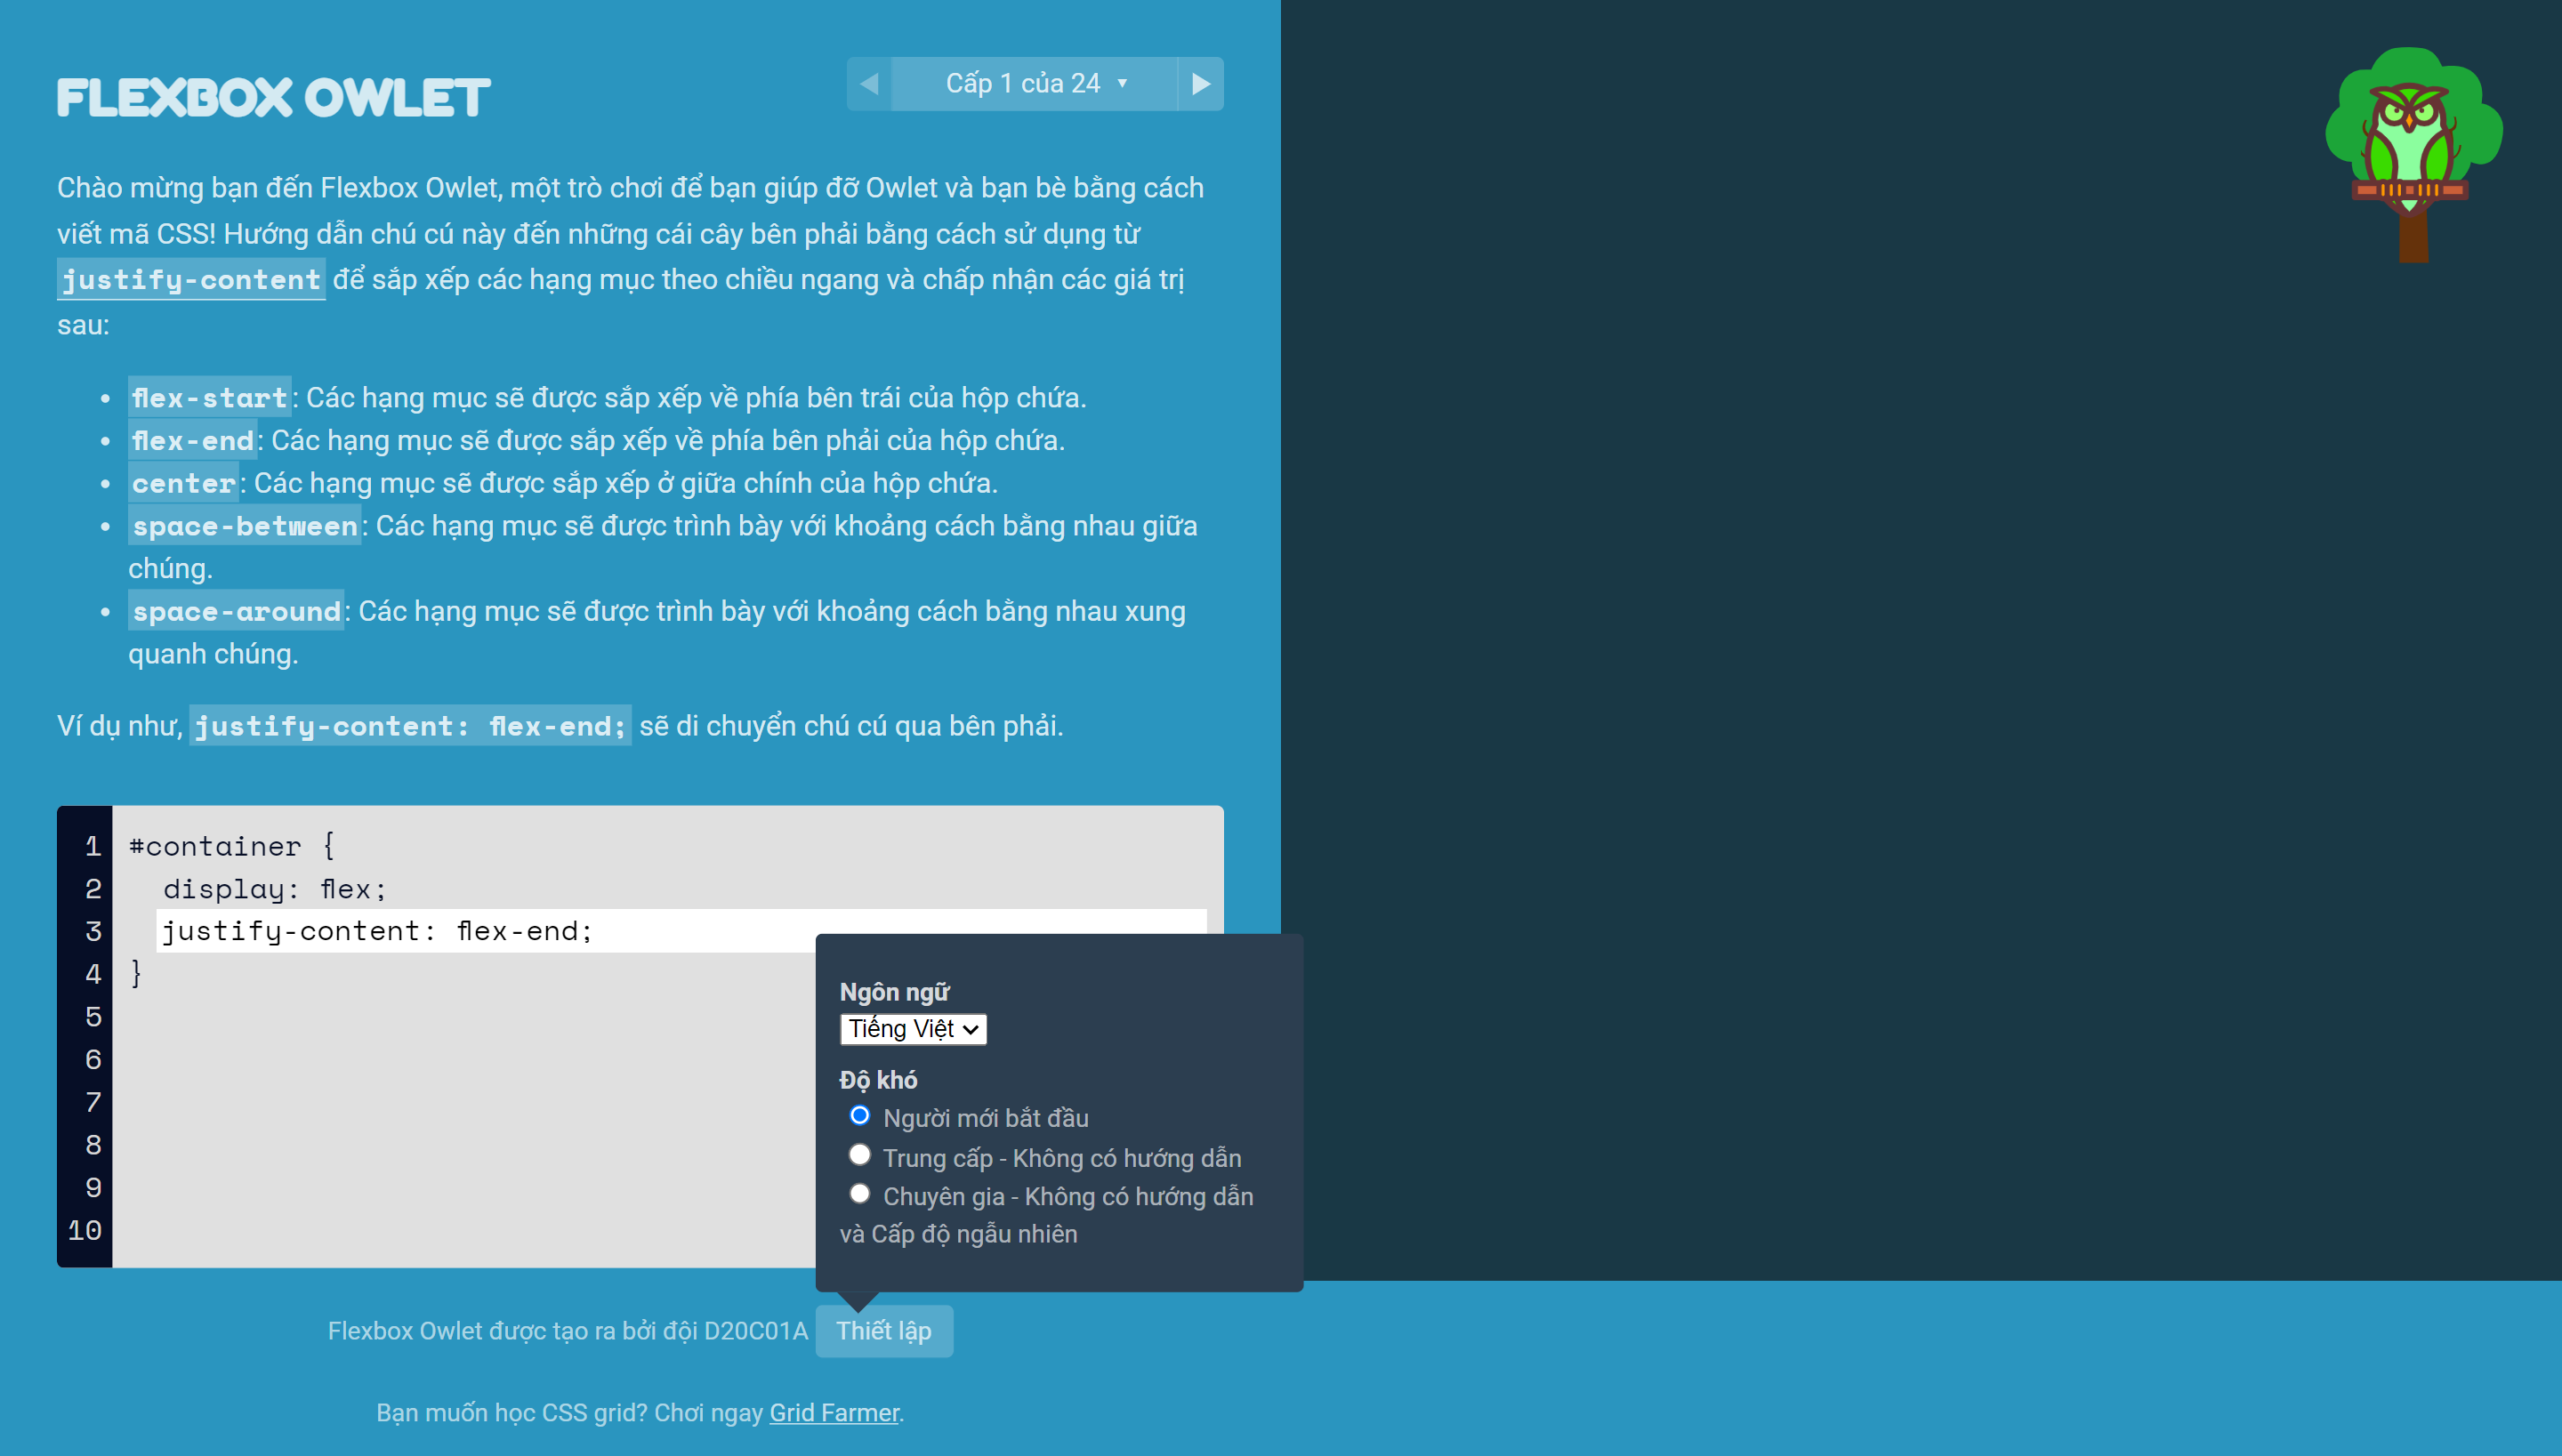 FLEXBOX OWLET
Cấp 1 của 24 ▼
Chào mừng bạn đến Flexbox Owlet, một trò chơi để bạn giúp đỡ Owlet và bạn bè bằng cách
viết mã CSS! Hướng dẫn chú cú này đến những cái cây bên phải bằng cách sử dụng từ
justify-content để sắp xếp các hạng mục theo chiều ngang và chấp nhận các giá trị
sau:
• flex-start: Các hạng mục sẽ được sắp xếp về phía bên trái của hộp chứa.
• flex-end: Các hạng mục sẽ được sắp xếp về phía bên phải của hộp chứa.
• center: Các hạng mục sẽ được sắp xếp ở giữa chính của hộp chứa.
• space-between: Các hạng mục sẽ được trình bày với khoảng cách bằng nhau giữa
chúng.
• space-around: Các hạng mục sẽ được trình bày với khoảng cách bằng nhau xung
quanh chúng.
Ví dụ như, justify-content: flex-end; sẽ di chuyển chú cú qua bên phải.
1 #container {
2 display: flex;
3 justify-content: flex-end;
4 }
5
6
7
8
9
10
Ngôn ngữ
Tiếng Việt
Độ khó
Người mới bắt đầu
Trung cấp - Không có hướng dẫn
Chuyên gia - Không có hướng dẫn
và Cấp độ ngẫu nhiên
Flexbox Owlet được tạo ra bởi đội D20C01A Thiết lập
Bạn muốn học CSS grid? Chơi ngay Grid Farmer.